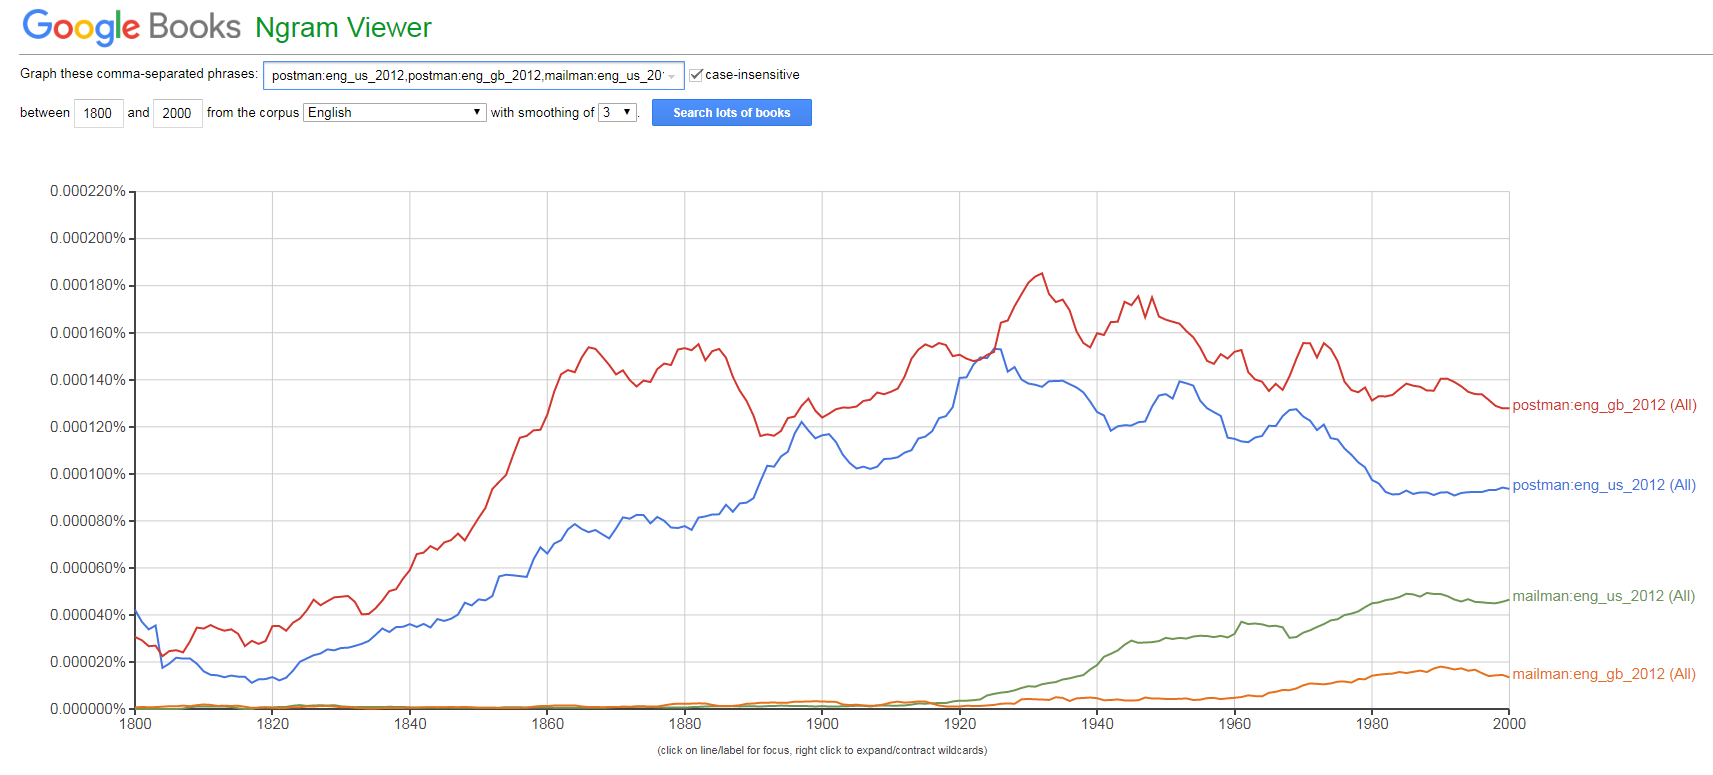 Google Books Ngram Viewer
Graph these comma-separated phrases: postman:eng_us_2012,postman:eng_gb_2012,mailman:eng_us_20 case-insensitive
between 1800 and 2000 from the corpus English with smoothing of 3 . Search lots of books
0.000220%
0.000200%
0.000180%
0.000160%
0.000140%
0.000120%
0.000100%
0.000080%
0.000060%
0.000040%
0.000020%
0.000000%
postman:eng_gb_2012 (All)
postman:eng_us_2012 (All)
mailman:eng_us_2012 (All)
mailman:eng_gb_2012 (All)
1800 1820 1840 1860 1880 1900 1920 1940 1960 1980 2000
(click on line/label for focus, right click to expand/contract wildcards)